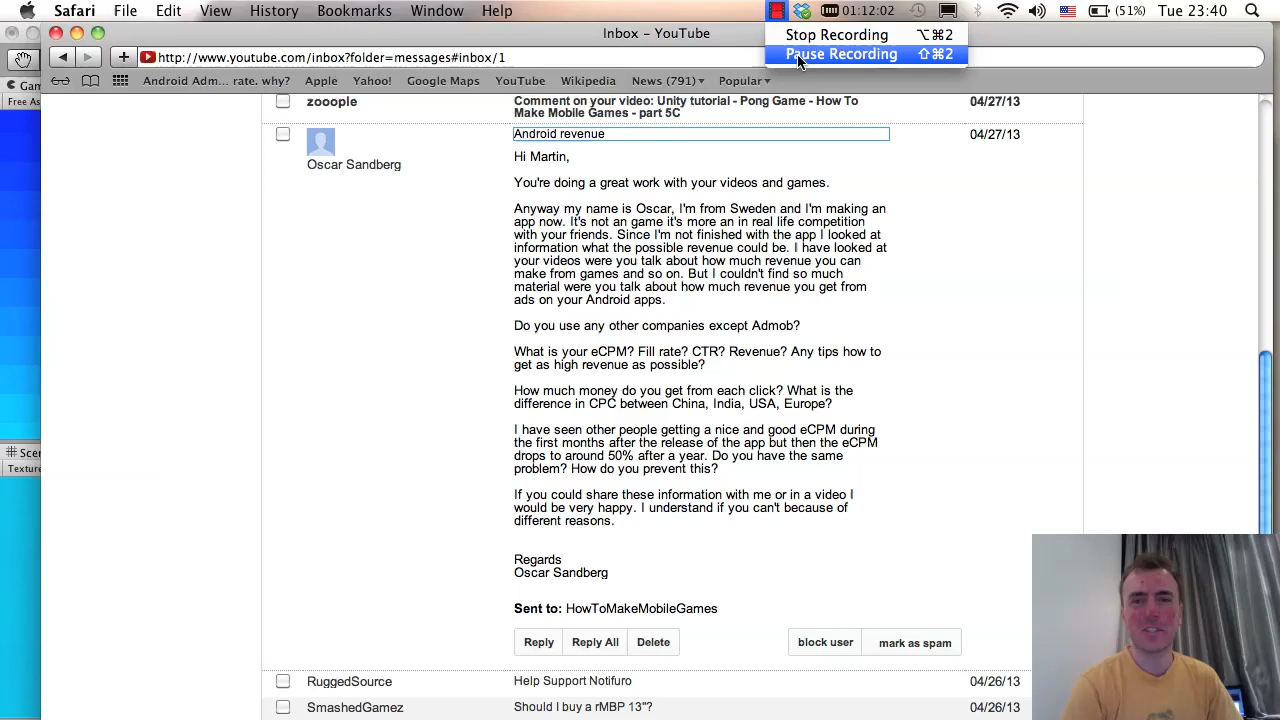 Safari File Edit View History Bookmarks Window Help 01:12:02 (51%) Tue 23:40
Inbox – YouTube
Stop Recording ⌥⌘2
Pause Recording ⇧⌘2
http://www.youtube.com/inbox?folder=messages#inbox/1
Android Adm... rate, why? Apple Yahoo! Google Maps YouTube Wikipedia News (791) Popular
Gam
Free As
zooople Comment on your video: Unity tutorial - Pong Game - How To 04/27/13
Make Mobile Games - part 5C
Android revenue 04/27/13
Oscar Sandberg
Hi Martin,
You're doing a great work with your videos and games.
Anyway my name is Oscar, I'm from Sweden and I'm making an
app now. It's not an game it's more an in real life competition
with your friends. Since I'm not finished with the app I looked at
information what the possible revenue could be. I have looked at
your videos were you talk about how much revenue you can
make from games and so on. But I couldn't find so much
material were you talk about how much revenue you get from
ads on your Android apps.
Do you use any other companies except Admob?
What is your eCPM? Fill rate? CTR? Revenue? Any tips how to
get as high revenue as possible?
How much money do you get from each click? What is the
difference in CPC between China, India, USA, Europe?
I have seen other people getting a nice and good eCPM during
the first months after the release of the app but then the eCPM
drops to around 50% after a year. Do you have the same
problem? How do you prevent this?
If you could share these information with me or in a video I
would be very happy. I understand if you can't because of
different reasons.
Regards
Oscar Sandberg
Sent to: HowToMakeMobileGames
Reply Reply All Delete block user mark as spam
RuggedSource Help Support Notifuro 04/26/13
SmashedGamez Should I buy a rMBP 13"? 04/26/13
Scen
Texture